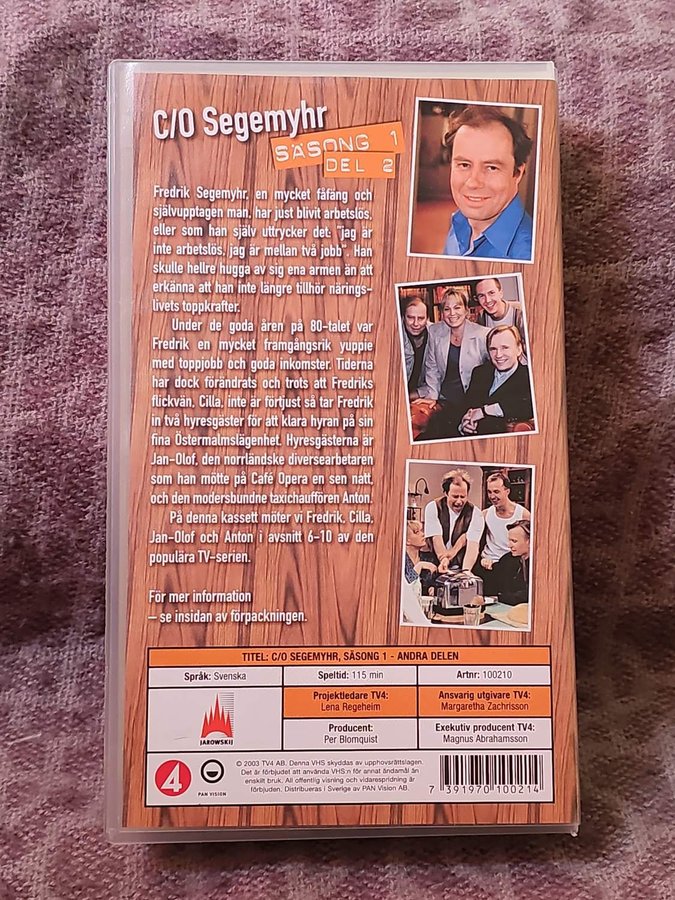 C/O Segemyhr
SÄSONG 1
DEL 2
Fredrik Segemyhr, en mycket fåfäng och
självupptagen man, har just blivit arbetslös,
eller som han själv uttrycker det: "jag är
inte arbetslös, jag är mellan två jobb". Han
skulle hellre hugga av sig ena armen än att
erkänna att han inte längre tillhör närings-
livets toppkrafter.
Under de goda åren på 80-talet var
Fredrik en mycket framgångsrik yuppie
med toppjobb och goda inkomster. Tiderna
har dock förändrats och trots att Fredriks
flickvän, Cilla, inte är förtjust så tar Fredrik
in två hyresgäster för att klara hyran på sin
fina Östermalmslägenhet. Hyresgästerna är
Jan-Olof, den norrländske diversearbetaren
som han mötte på Café Opera en sen natt,
och den modersbundne taxichauffören Anton.
På denna kassett möter vi Fredrik, Cilla,
Jan-Olof och Anton i avsnitt 6-10 av den
populära TV-serien.
För mer information
– se insidan av förpackningen.
TITEL: C/O SEGEMYHR, SÄSONG 1 - ANDRA DELEN
Språk: Svenska Speltid: 115 min Artnr: 100210
Projektledare TV4: Ansvarig utgivare TV4:
Lena Regeheim Margaretha Zachrisson
JAROWSKIJ
Producent: Exekutiv producent TV4:
Per Blomquist Magnus Abrahamsson
4
PAN VISION
© 2003 TV4 AB. Denna VHS skyddas av upphovsrättslagen.
Det är förbjudet att använda VHS:n för annat ändamål än
enskilt bruk. All offentlig visning och vidarespridning är
förbjuden. Distribueras i Sverige av PAN Vision AB.
7 391970 100214